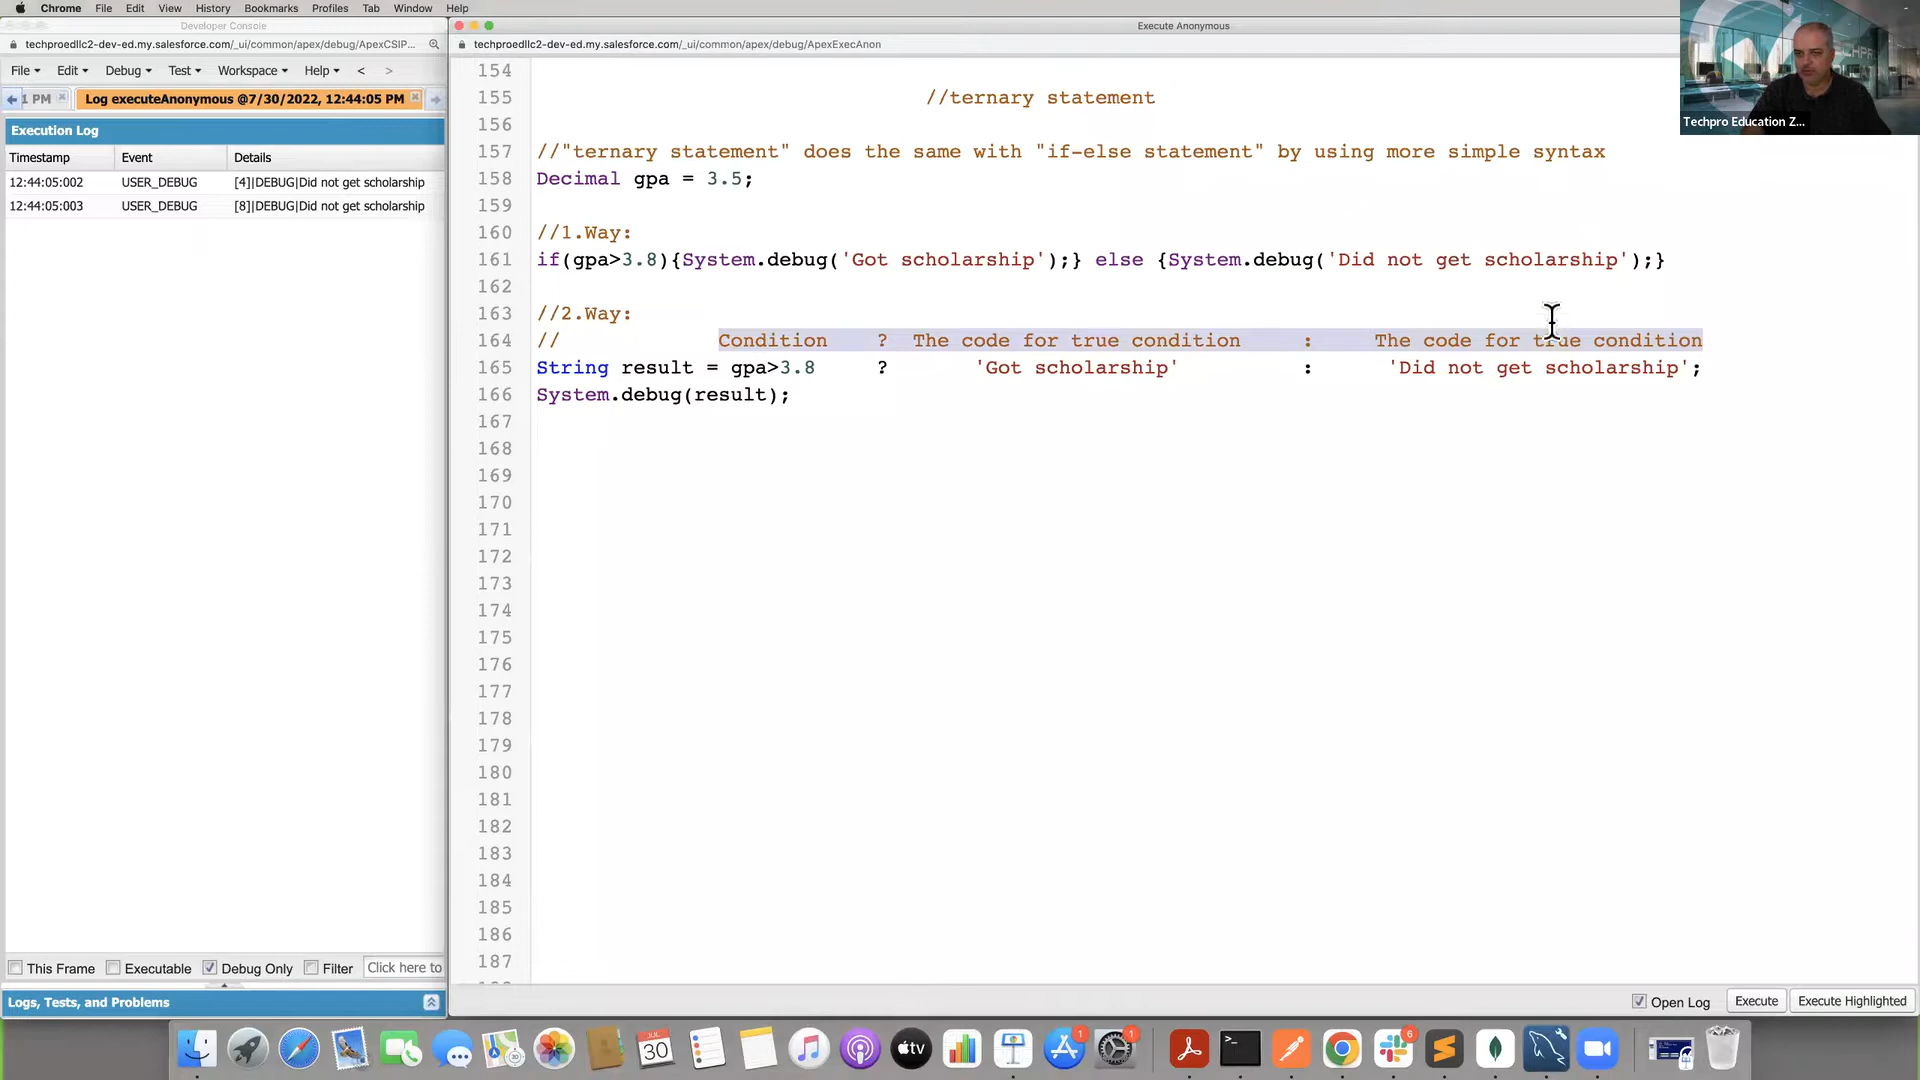 Chrome File Edit View History Bookmarks Profiles Tab Window Help
Developer Console
techproedllc2-dev-ed.my.salesforce.com/_ui/common/apex/debug/ApexCSIP...
File Edit Debug Test Workspace Help < >
1 PM Log executeAnonymous @7/30/2022, 12:44:05 PM
Execution Log
Timestamp Event Details
12:44:05:002 USER_DEBUG [4]|DEBUG|Did not get scholarship
12:44:05:003 USER_DEBUG [8]|DEBUG|Did not get scholarship
This Frame Executable Debug Only Filter Click here to
Logs, Tests, and Problems
Execute Anonymous
techproedllc2-dev-ed.my.salesforce.com/_ui/common/apex/debug/ApexExecAnon
154
155 //ternary statement
156
157 //"ternary statement" does the same with "if-else statement" by using more simple syntax
158 Decimal gpa = 3.5;
159
160 //1.Way:
161 if(gpa>3.8){System.debug('Got scholarship');} else {System.debug('Did not get scholarship');}
162
163 //2.Way:
164 // Condition ? The code for true condition : The code for true condition
165 String result = gpa>3.8 ? 'Got scholarship' : 'Did not get scholarship';
166 System.debug(result);
167
168
169
170
171
172
173
174
175
176
177
178
179
180
181
182
183
184
185
186
187
Open Log Execute Execute Highlighted
Techpro Education Z...
JUL
30
tv
1
1
6